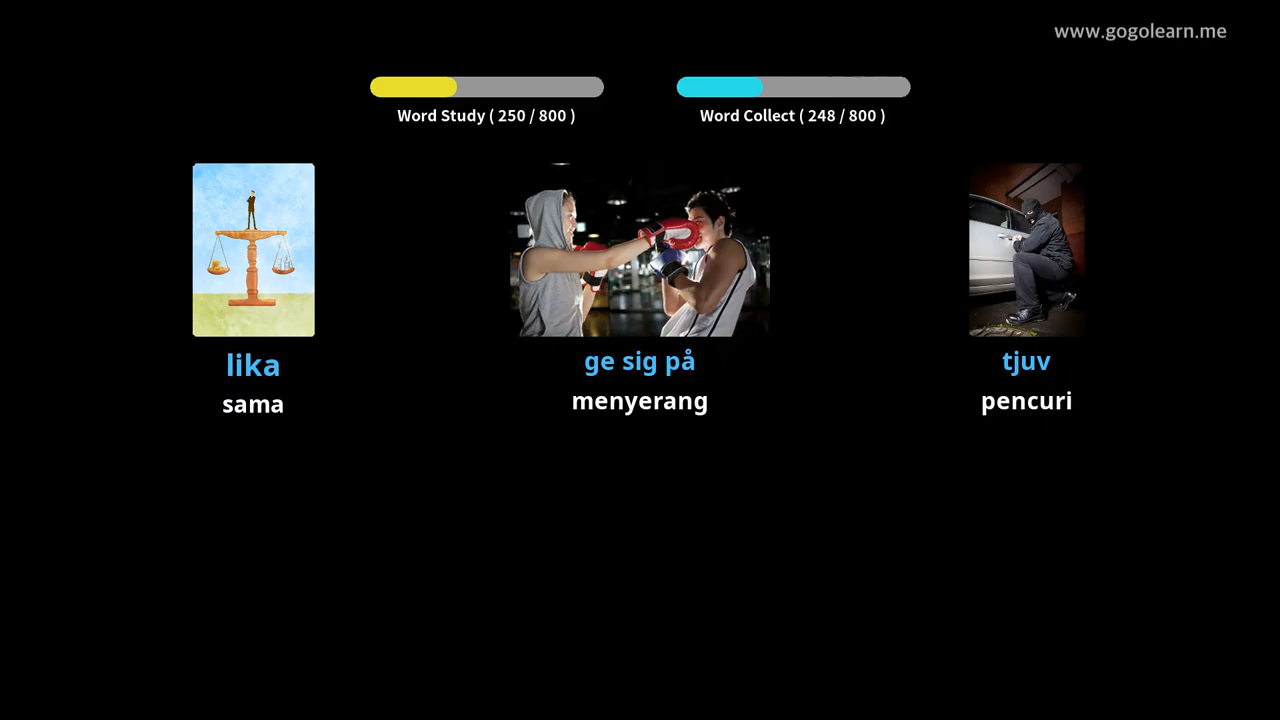 www.gogolearn.me
Word Study ( 250 / 800 )
Word Collect ( 248 / 800 )
lika
sama
ge sig på
menyerang
tjuv
pencuri